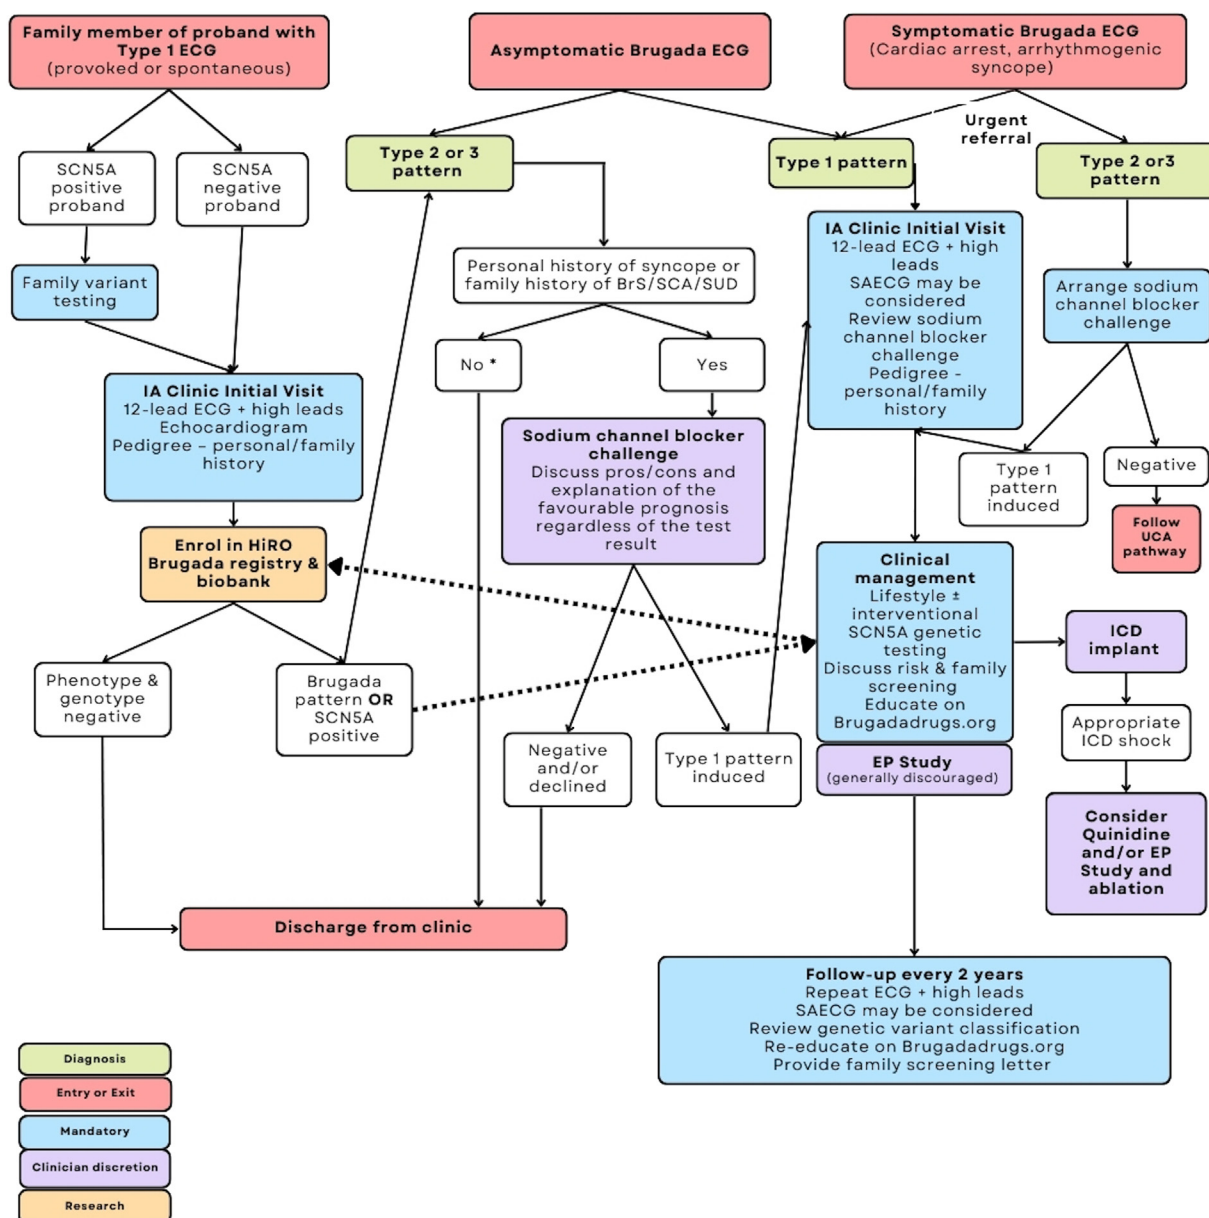 Family member of proband with
Type 1 ECG
(provoked or spontaneous)
Asymptomatic Brugada ECG
Symptomatic Brugada ECG
(Cardiac arrest, arrhythmogenic
syncope)
Urgent
referral
SCN5A
positive
proband
SCN5A
negative
proband
Type 2 or 3
pattern
Type 1 pattern
Type 2 or3
pattern
Family variant
testing
Personal history of syncope or
family history of BrS/SCA/SUD
IA Clinic Initial Visit
12-lead ECG + high
leads
SAECG may be
considered
Review sodium
channel blocker
challenge
Pedigree -
personal/family
history
Arrange sodium
channel blocker
challenge
No *
Yes
IA Clinic Initial Visit
12-lead ECG + high leads
Echocardiogram
Pedigree – personal/family
history
Sodium channel blocker
challenge
Discuss pros/cons and
explanation of the
favourable prognosis
regardless of the test
result
Type 1
pattern
induced
Negative
Follow
UCA
pathway
Enrol in HiRO
Brugada registry &
biobank
Clinical
management
Lifestyle ±
interventional
SCN5A genetic
testing
Discuss risk & family
screening
Educate on
Brugadadrugs.org
ICD
implant
Phenotype &
genotype
negative
Brugada
pattern OR
SCN5A
positive
Negative
and/or
declined
Type 1 pattern
induced
EP Study
(generally discouraged)
Appropriate
ICD shock
Consider
Quinidine
and/or EP
Study and
ablation
Discharge from clinic
Follow-up every 2 years
Repeat ECG + high leads
SAECG may be considered
Review genetic variant classification
Re-educate on Brugadadrugs.org
Provide family screening letter
Diagnosis
Entry or Exit
Mandatory
Clinician discretion
Research